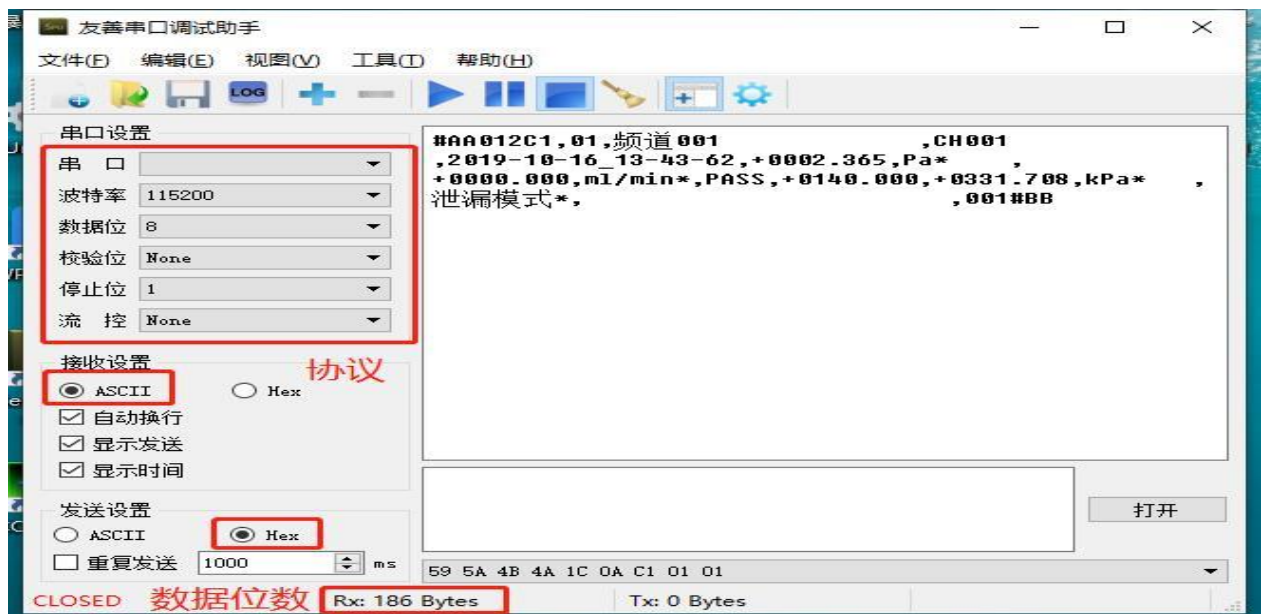 友善串口调试助手
文件(F) 编辑(E) 视图(V) 工具(T) 帮助(H)
LOG
串口设置
串 口
波特率 115200
数据位 8
校验位 None
停止位 1
流 控 None
协议
接收设置
ASCII Hex
自动换行
显示发送
显示时间
发送设置
ASCII Hex
重复发送 1000 ms
#AA012C1,01,频道001 ,CH001
,2019-10-16_13-43-62,+0002.365,Pa* ,
+0000.000,ml/min*,PASS,+0140.000,+0331.708,kPa* ,
泄漏模式*, ,001#BB
打开
59 5A 4B 4A 1C 0A C1 01 01
CLOSED 数据位数 Rx: 186 Bytes Tx: 0 Bytes